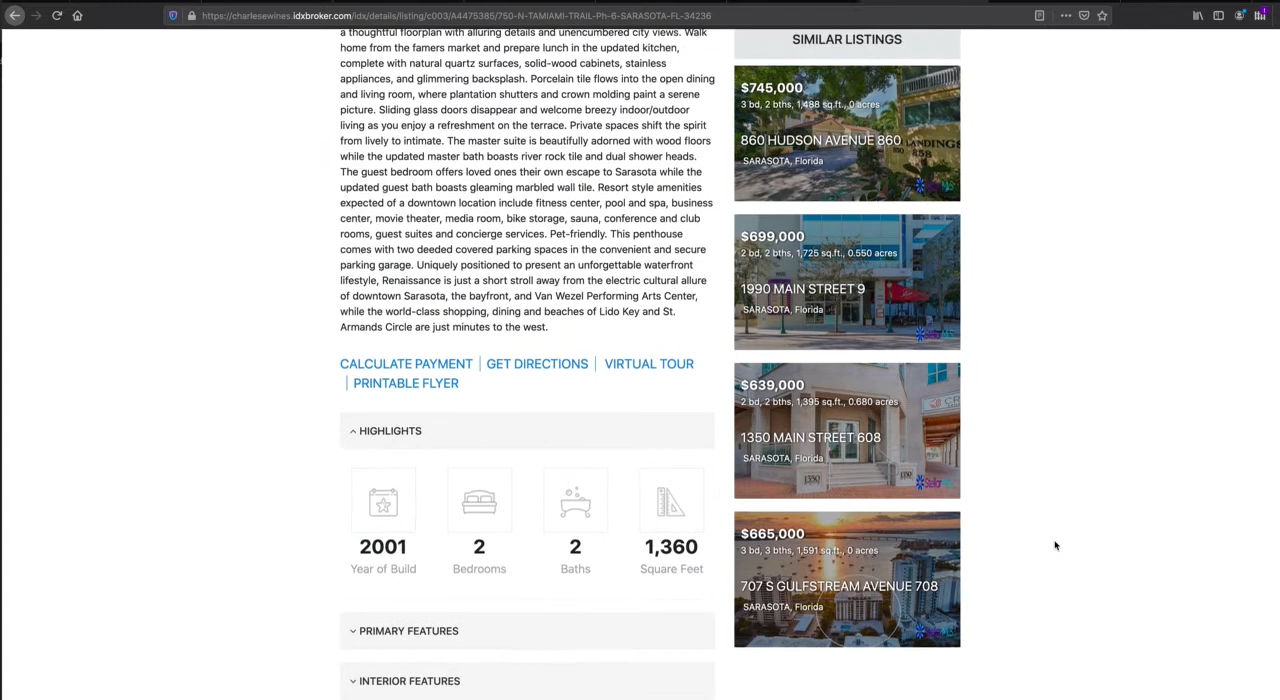 https://charlesewines.idxbroker.com/idx/details/listing/c003/A4475385/750-N-TAMIAMI-TRAIL-Ph-6-SARASOTA-FL-34236
a thoughtful floorplan with alluring details and unencumbered city views. Walk
home from the famers market and prepare lunch in the updated kitchen,
complete with natural quartz surfaces, solid-wood cabinets, stainless
appliances, and glimmering backsplash. Porcelain tile flows into the open dining
and living room, where plantation shutters and crown molding paint a serene
picture. Sliding glass doors disappear and welcome breezy indoor/outdoor
living as you enjoy a refreshment on the terrace. Private spaces shift the spirit
from lively to intimate. The master suite is beautifully adorned with wood floors
while the updated master bath boasts river rock tile and dual shower heads.
The guest bedroom offers loved ones their own escape to Sarasota while the
updated guest bath boasts gleaming marbled wall tile. Resort style amenities
expected of a downtown location include fitness center, pool and spa, business
center, movie theater, media room, bike storage, sauna, conference and club
rooms, guest suites and concierge services. Pet-friendly. This penthouse
comes with two deeded covered parking spaces in the convenient and secure
parking garage. Uniquely positioned to present an unforgettable waterfront
lifestyle, Renaissance is just a short stroll away from the electric cultural allure
of downtown Sarasota, the bayfront, and Van Wezel Performing Arts Center,
while the world-class shopping, dining and beaches of Lido Key and St.
Armands Circle are just minutes to the west.
CALCULATE PAYMENT
GET DIRECTIONS
VIRTUAL TOUR
PRINTABLE FLYER
HIGHLIGHTS
2001
Year of Build
2
Bedrooms
2
Baths
1,360
Square Feet
PRIMARY FEATURES
INTERIOR FEATURES
SIMILAR LISTINGS
$745,000
3 bd, 2 bths, 1,488 sq.ft., 0 acres
860 HUDSON AVENUE 860
SARASOTA, Florida
LANDINGS
858
$699,000
2 bd, 2 bths, 1,725 sq.ft., 0.550 acres
1990 MAIN STREET 9
SARASOTA, Florida
$639,000
2 bd, 2 bths, 1,395 sq.ft., 0.680 acres
1350 MAIN STREET 608
SARASOTA, Florida
1350
$665,000
3 bd, 3 bths, 1,591 sq.ft., 0 acres
707 S GULFSTREAM AVENUE 708
SARASOTA, Florida